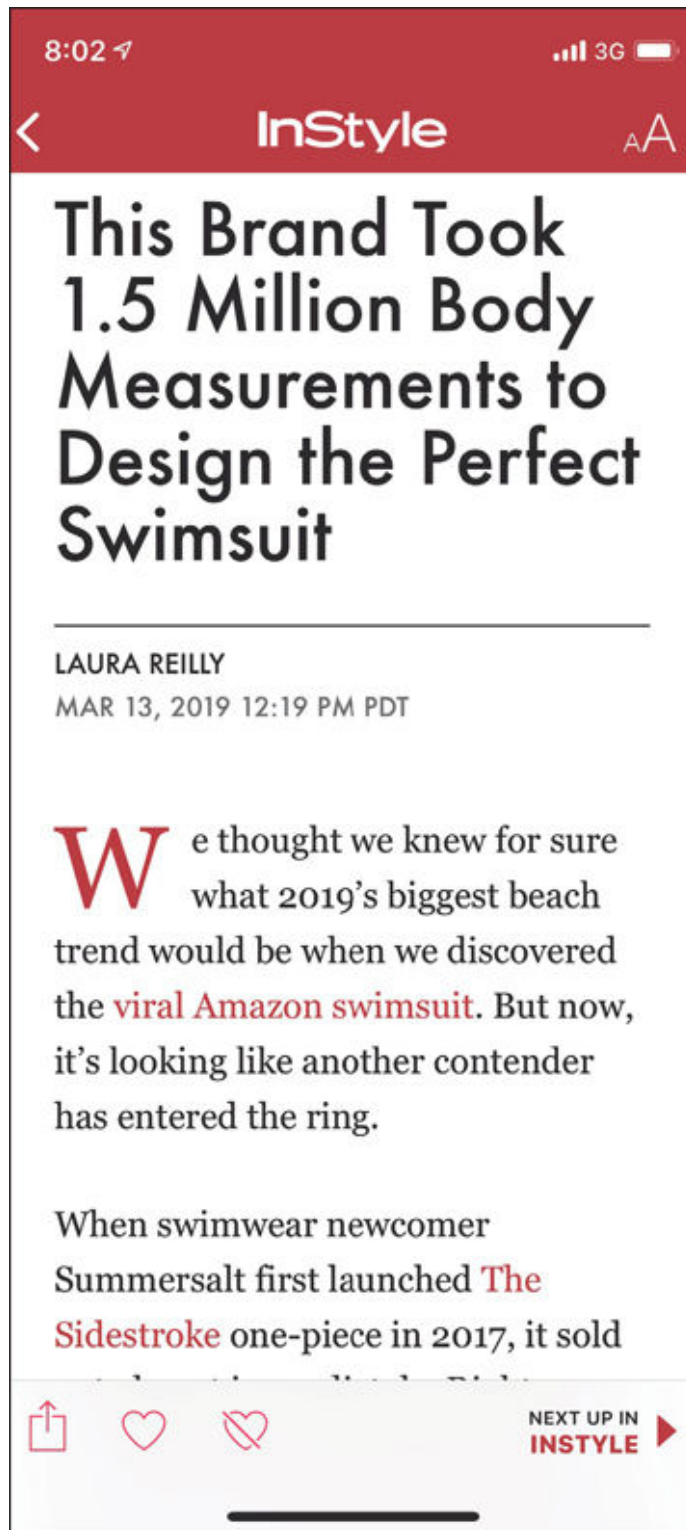 8:02
3G
InStyle
AA
This Brand Took
1.5 Million Body
Measurements to
Design the Perfect
Swimsuit
LAURA REILLY
MAR 13, 2019 12:19 PM PDT
We thought we knew for sure
what 2019’s biggest beach
trend would be when we discovered
the viral Amazon swimsuit. But now,
it’s looking like another contender
has entered the ring.
When swimwear newcomer
Summersalt first launched The
Sidestroke one-piece in 2017, it sold
NEXT UP IN
INSTYLE